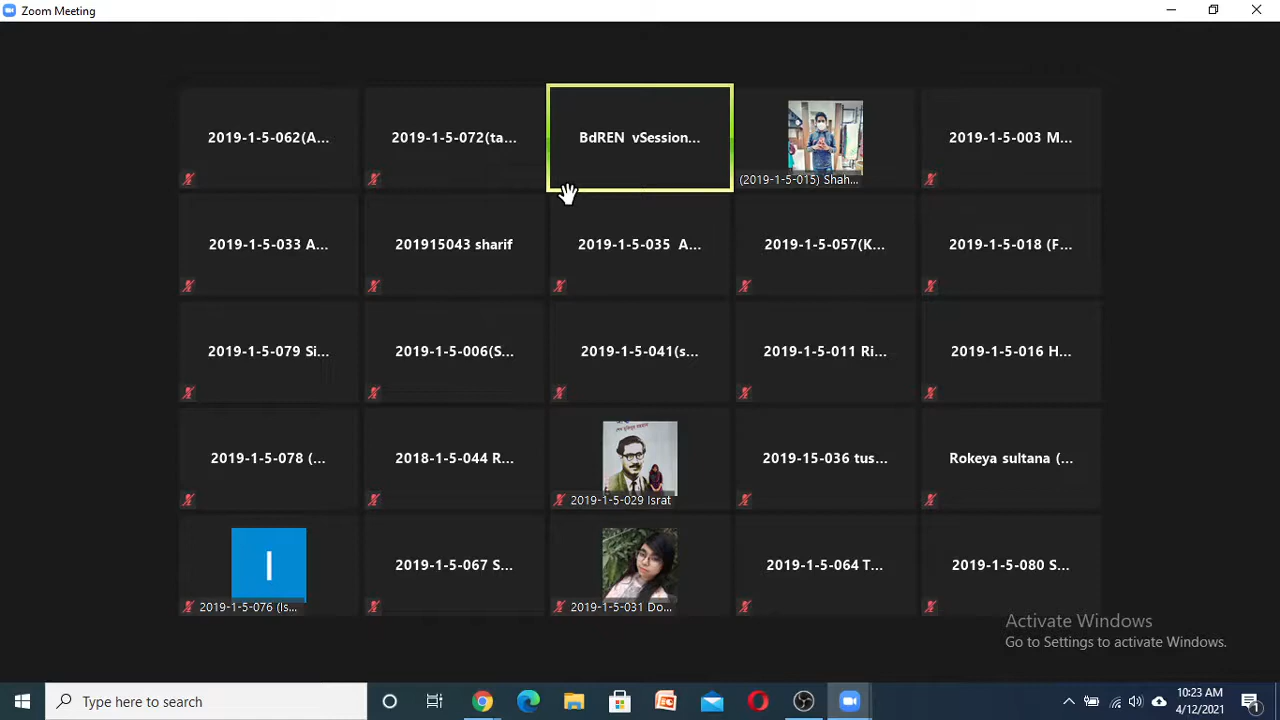 Zoom Meeting
2019-1-5-062(A...
2019-1-5-072(ta...
BdREN vSession...
(2019-1-5-015) Shah...
2019-1-5-003 M...
2019-1-5-033 A...
201915043 sharif
2019-1-5-035 A...
2019-1-5-057(K...
2019-1-5-018 (F...
2019-1-5-079 Si...
2019-1-5-006(S...
2019-1-5-041(s...
2019-1-5-011 Ri...
2019-1-5-016 H...
2019-1-5-078 (...
2018-1-5-044 R...
2019-1-5-029 Israt
2019-15-036 tus...
Rokeya sultana (...
I
2019-1-5-076 (Is...
2019-1-5-067 S...
2019-1-5-031 Do...
2019-1-5-064 T...
2019-1-5-080 S...
Activate Windows
Go to Settings to activate Windows.
Type here to search
10:23 AM
4/12/2021
1